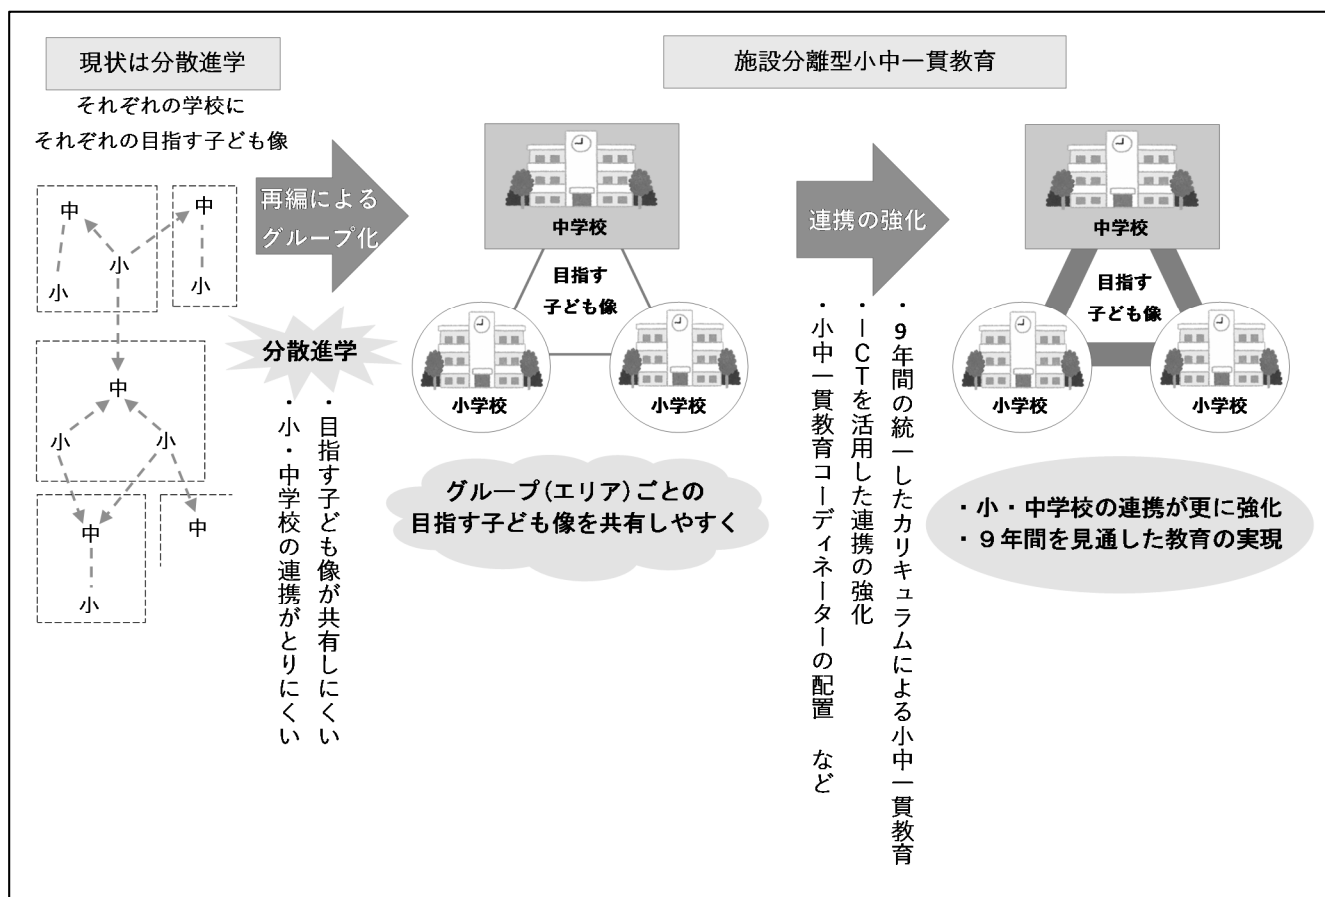 現状は分散進学
それぞれの学校に
それぞれの目指す子ども像
中
小
小
中
小
中
小
小
中
小
中
再編による
グループ化
分散進学
・目指す子ども像が共有しにくい
・小・中学校の連携がとりにくい
施設分離型小中一貫教育
中学校
目指す
子ども像
小学校
小学校
グループ(エリア)ごとの
目指す子ども像を共有しやすく
連携の強化
・9年間の統一したカリキュラムによる小中一貫教育
・ICTを活用した連携の強化
・小中一貫教育コーディネーターの配置 など
中学校
目指す
子ども像
小学校
小学校
・小・中学校の連携が更に強化
・9年間を見通した教育の実現